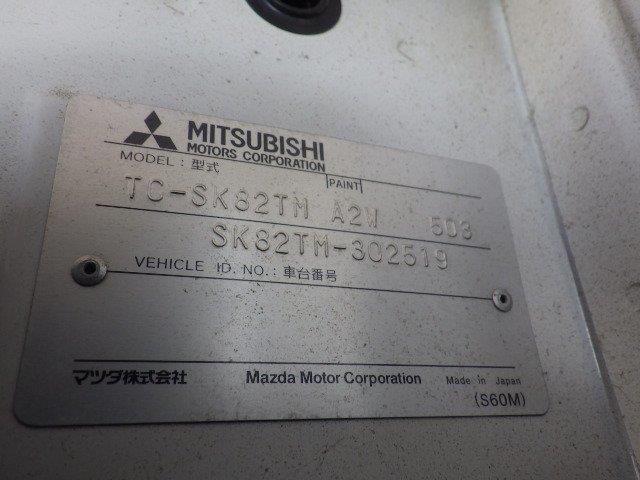 MITSUBISHI
MOTORS CORPORATION
MODEL : 型式
PAINT
TC-SK82TM A2W 503
SK82TM-302519
VEHICLE ID. NO. : 車台番号
マツダ株式会社 Mazda Motor Corporation Made in Japan
(S60M)